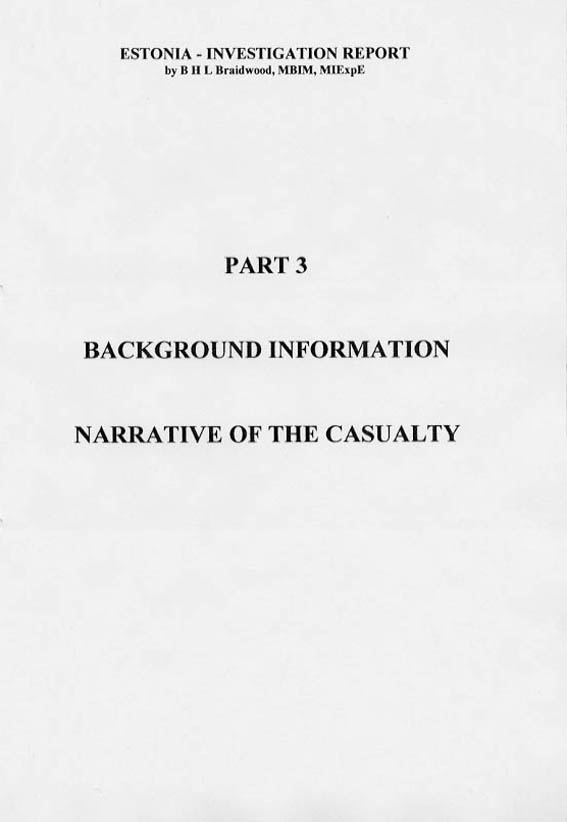 ESTONIA - INVESTIGATION REPORT
by B H L Braidwood, MBIM, MIExpE
PART 3
BACKGROUND INFORMATION
NARRATIVE OF THE CASUALTY